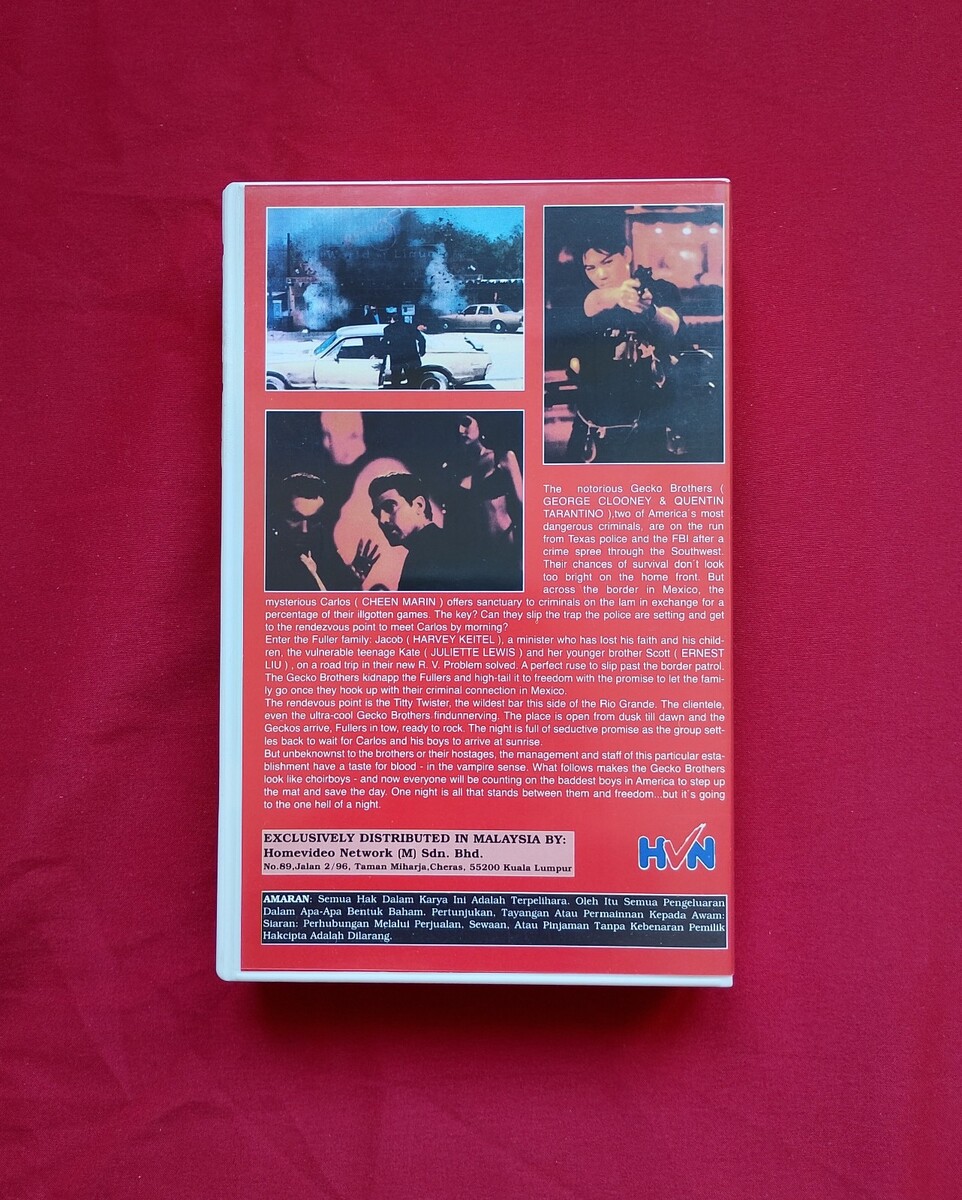 World of Liquor
The notorious Gecko Brothers (
GEORGE CLOONEY & QUENTIN
TARANTINO ),two of America´s most
dangerous criminals, are on the run
from Texas police and the FBI after a
crime spree through the Southwest.
Their chances of survival don´t look
too bright on the home front. But
across the border in Mexico, the
mysterious Carlos ( CHEEN MARIN ) offers sanctuary to criminals on the lam in exchange for a
percentage of their illgotten games. The key? Can they slip the trap the police are setting and get
to the rendezvous point to meet Carlos by morning?
Enter the Fuller family: Jacob ( HARVEY KEITEL ), a minister who has lost his faith and his child-
ren, the vulnerable teenage Kate ( JULIETTE LEWIS ) and her younger brother Scott ( ERNEST
LIU ) , on a road trip in their new R. V. Problem solved. A perfect ruse to slip past the border patrol.
The Gecko Brothers kidnapp the Fullers and high-tail it to freedom with the promise to let the fami-
ly go once they hook up with their criminal connection in Mexico.
The rendevous point is the Titty Twister, the wildest bar this side of the Rio Grande. The clientele,
even the ultra-cool Gecko Brothers findunnerving. The place is open from dusk till dawn and the
Geckos arrive, Fullers in tow, ready to rock. The night is full of seductive promise as the group sett-
les back to wait for Carlos and his boys to arrive at sunrise.
But unbeknownst to the brothers or their hostages, the management and staff of this particular esta-
blishment have a taste for blood - in the vampire sense. What follows makes the Gecko Brothers
look like choirboys - and now everyone will be counting on the baddest boys in America to step up
the mat and save the day. One night is all that stands between them and freedom...but it´s going
to the one hell of a night.
EXCLUSIVELY DISTRIBUTED IN MALAYSIA BY:
Homevideo Network (M) Sdn. Bhd.
No.89,Jalan 2/96, Taman Miharja,Cheras, 55200 Kuala Lumpur
HVN
AMARAN: Semua Hak Dalam Karya Ini Adalah Terpelihara. Oleh Itu Semua Pengeluaran
Dalam Apa-Apa Bentuk Baham. Pertunjukan, Tayangan Atau Permainnan Kepada Awam:
Siaran: Perhubungan Melalui Perjualan, Sewaan, Atau Pinjaman Tanpa Kebenaran Pemilik
Hakcipta Adalah Dilarang.